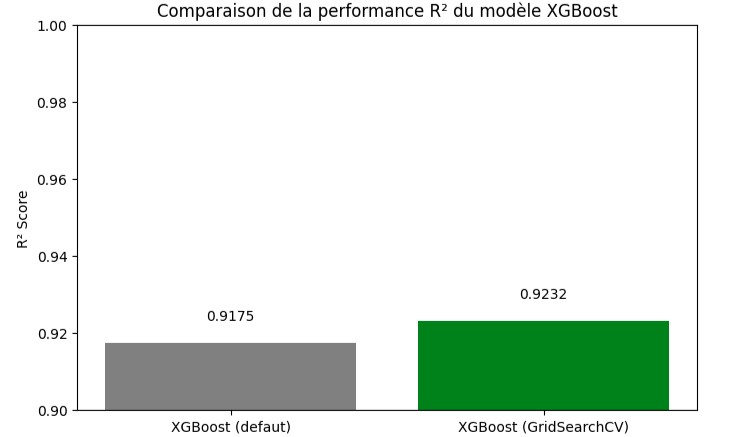 Comparaison de la performance R² du modèle XGBoost
1.00
0.98
0.96
0.94
0.92
0.90
R² Score
0.9175
0.9232
XGBoost (defaut)
XGBoost (GridSearchCV)